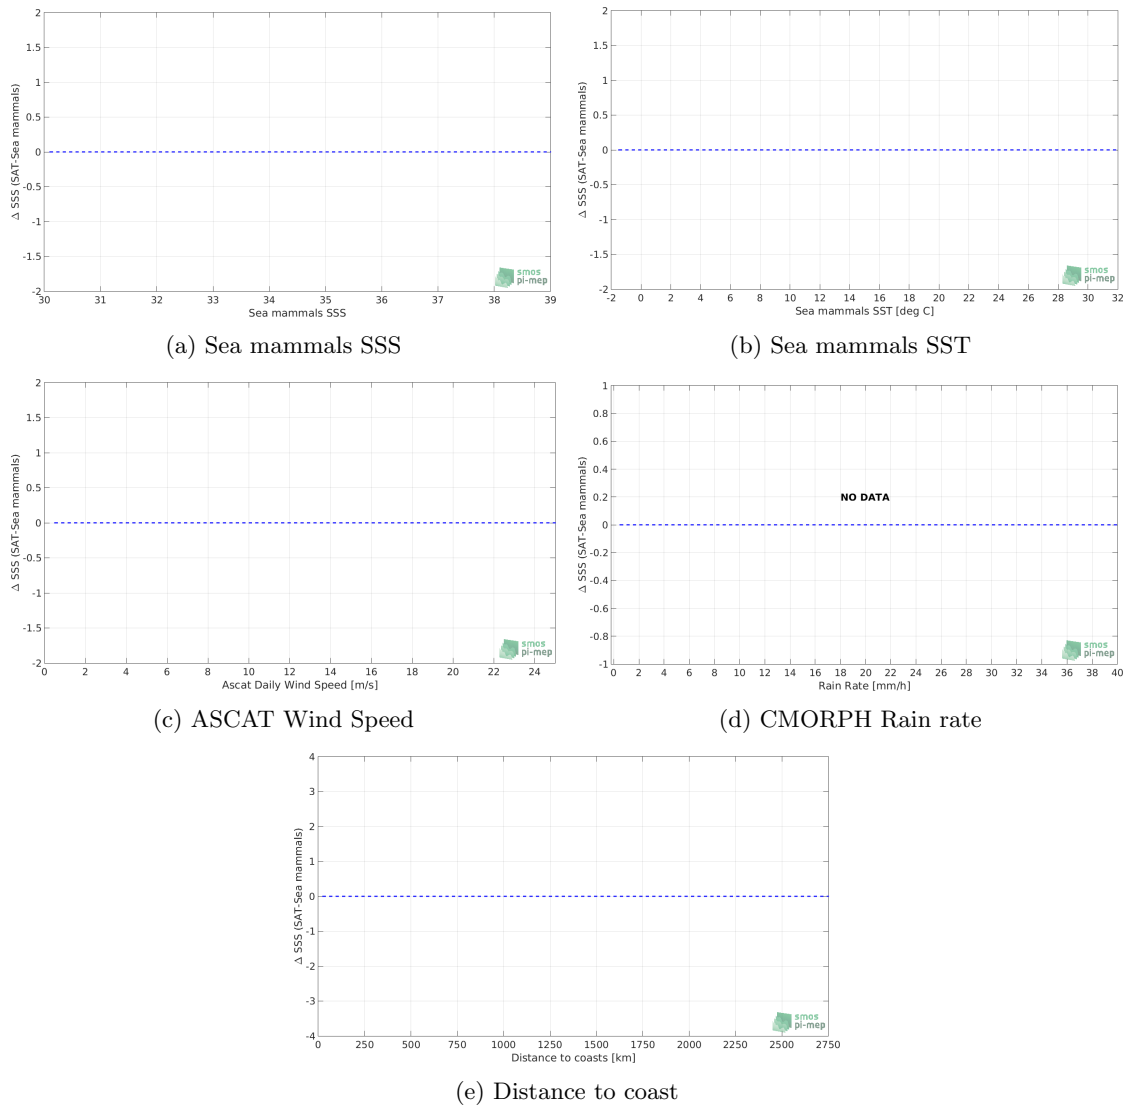 2
1.5
1
0.5
0
-0.5
-1
-1.5
-2
Δ SSS (SAT-Sea mammals)
30 31 32 33 34 35 36 37 38 39
Sea mammals SSS
smos
pi-mep
(a) Sea mammals SSS
2
1.5
1
0.5
0
-0.5
-1
-1.5
-2
Δ SSS (SAT-Sea mammals)
-2 0 2 4 6 8 10 12 14 16 18 20 22 24 26 28 30 32
Sea mammals SST [deg C]
smos
pi-mep
(b) Sea mammals SST
2
1.5
1
0.5
0
-0.5
-1
-1.5
-2
Δ SSS (SAT-Sea mammals)
0 2 4 6 8 10 12 14 16 18 20 22 24
Ascat Daily Wind Speed [m/s]
smos
pi-mep
(c) ASCAT Wind Speed
1
0.8
0.6
0.4
0.2
0
-0.2
-0.4
-0.6
-0.8
-1
Δ SSS (SAT-Sea mammals)
NO DATA
0 2 4 6 8 10 12 14 16 18 20 22 24 26 28 30 32 34 36 38 40
Rain Rate [mm/h]
smos
pi-mep
(d) CMORPH Rain rate
4
3
2
1
0
-1
-2
-3
-4
Δ SSS (SAT-Sea mammals)
0 250 500 750 1000 1250 1500 1750 2000 2250 2500 2750
Distance to coasts [km]
smos
pi-mep
(e) Distance to coast